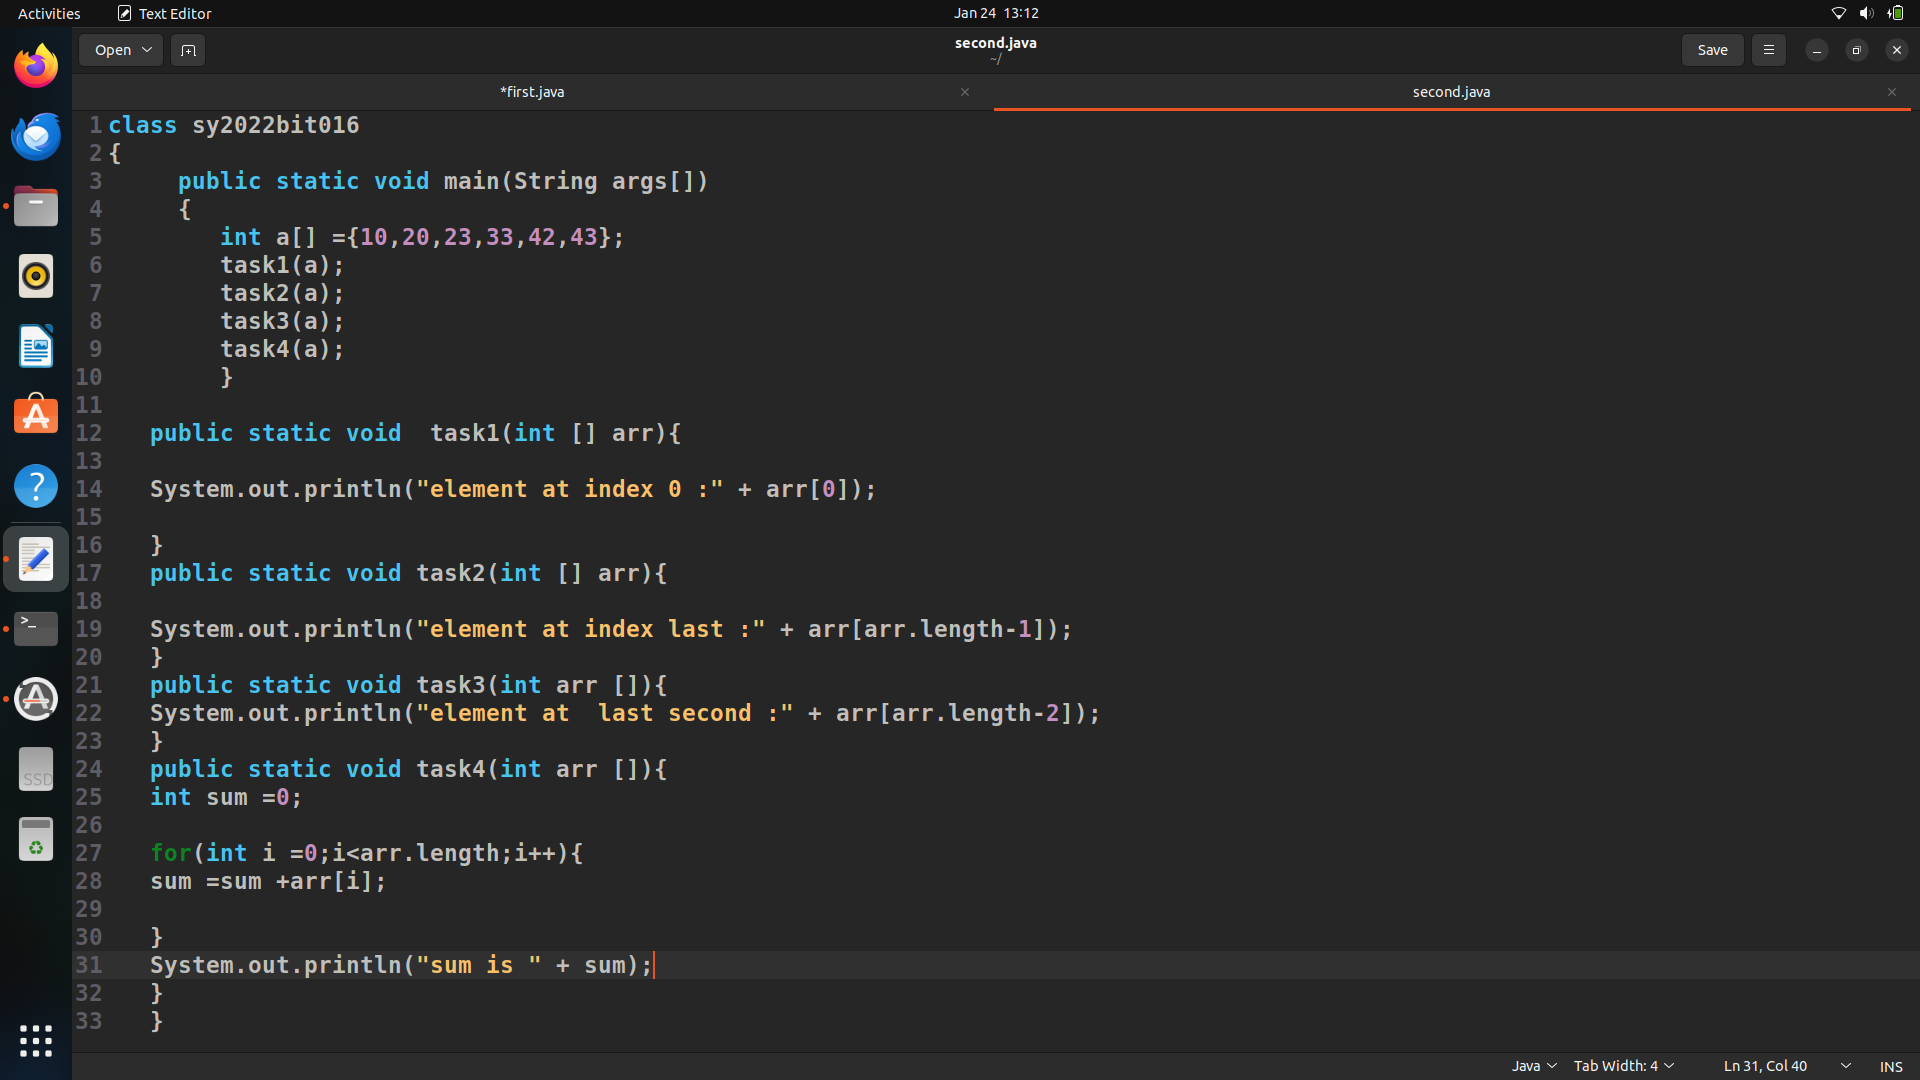 Activities
Text Editor
Jan 24 13:12
Open
second.java
~/
Save
*first.java
second.java
1 class sy2022bit016
2 {
3 public static void main(String args[])
4 {
5 int a[] ={10,20,23,33,42,43};
6 task1(a);
7 task2(a);
8 task3(a);
9 task4(a);
10 }
11
12 public static void  task1(int [] arr){
13
14 System.out.println("element at index 0 :" + arr[0]);
15
16 }
17 public static void task2(int [] arr){
18
19 System.out.println("element at index last :" + arr[arr.length-1]);
20 }
21 public static void task3(int arr []){
22 System.out.println("element at  last second :" + arr[arr.length-2]);
23 }
24 public static void task4(int arr []){
25 int sum =0;
26
27 for(int i =0;i<arr.length;i++){
28 sum =sum +arr[i];
29
30 }
31 System.out.println("sum is " + sum);
32 }
33 }
SSD
Java
Tab Width: 4
Ln 31, Col 40
INS